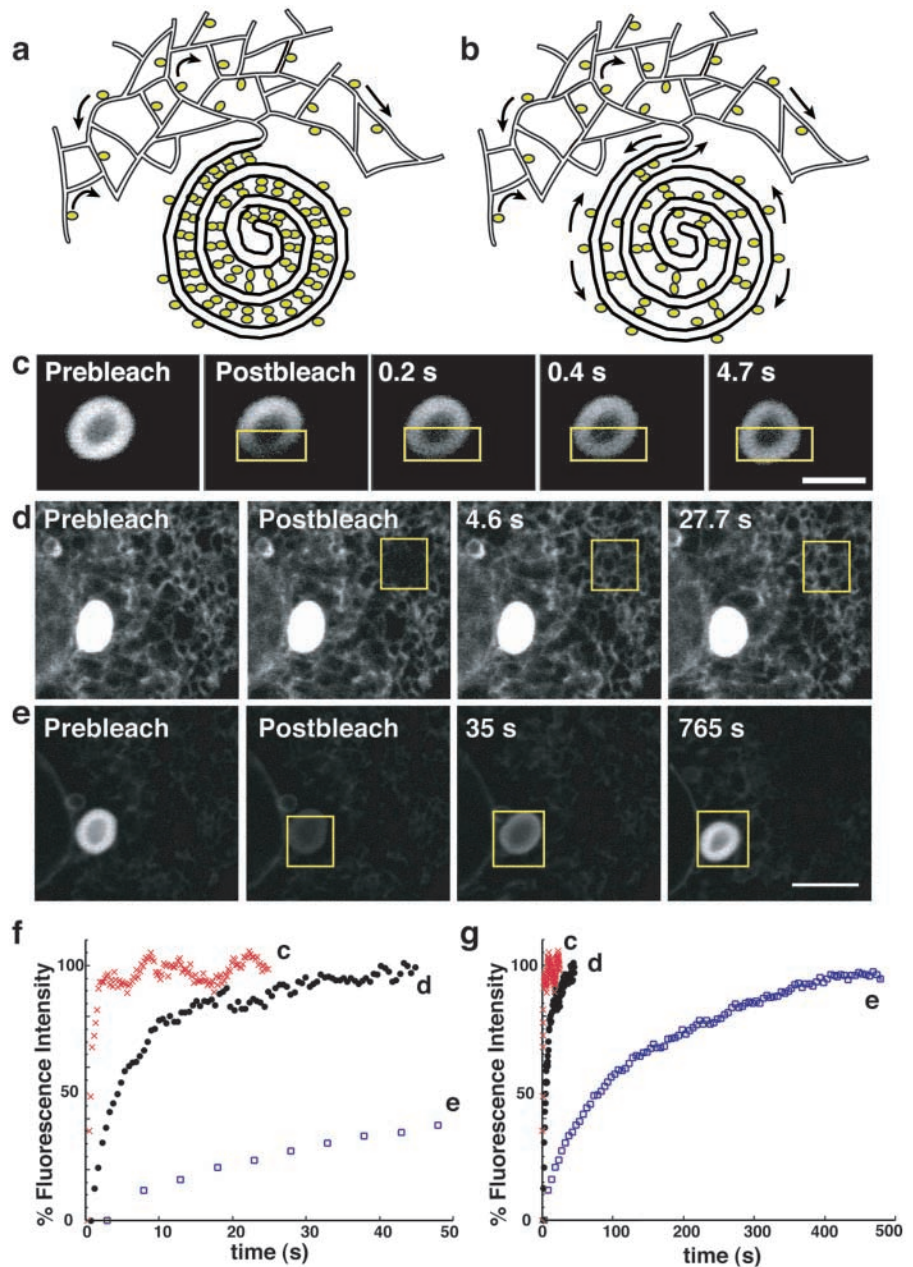 a
b
c
Prebleach
Postbleach
0.2 s
0.4 s
4.7 s
d
Prebleach
Postbleach
4.6 s
27.7 s
e
Prebleach
Postbleach
35 s
765 s
f
% Fluorescence Intensity
100
50
0
c
d
e
0 10 20 30 40 50
time (s)
g
% Fluorescence Intensity
100
50
0
c
d
e
0 100 200 300 400 500
time (s)